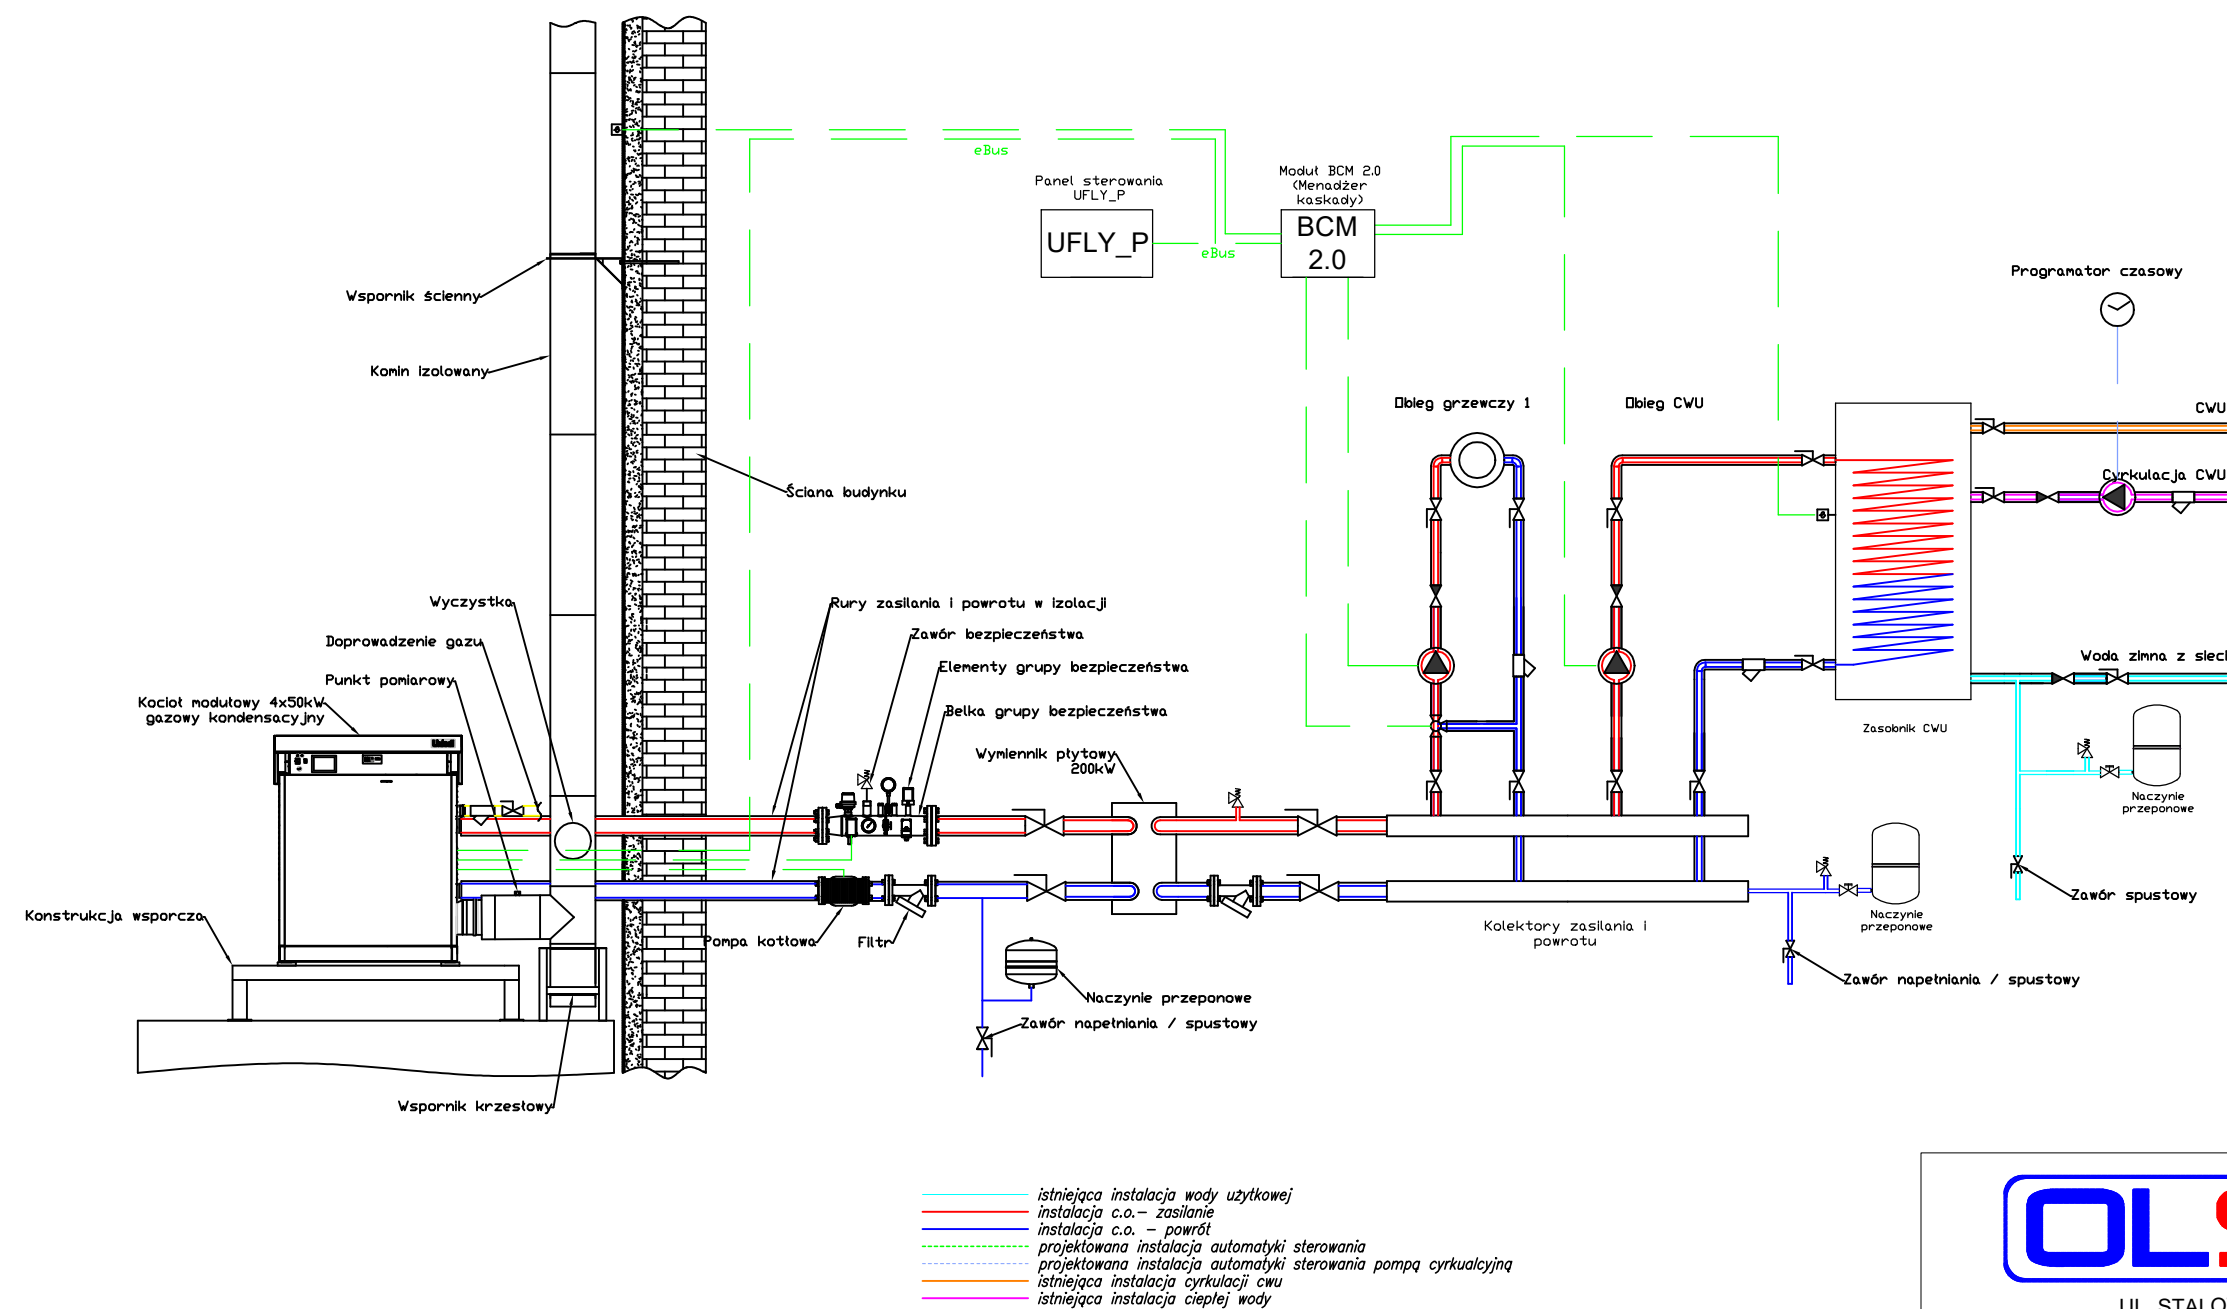 eBus
Panel sterowania
UFLY_P
UFLY_P
eBus
Moduł BCM 2.0
(Menadżer
kaskady)
BCM
2.0
Programator czasowy
Wspornik ścienny
Komin izolowany
Ściana budynku
Obieg grzewczy 1
Obieg CWU
CWU
Cyrkulacja CWU
Wyczystka
Doprowadzenie gazu
Punkt pomiarowy
Kocioł modułowy 4x50kW
gazowy kondensacyjny
Rury zasilania i powrotu w izolacji
Zawór bezpieczeństwa
Elementy grupy bezpieczeństwa
Belka grupy bezpieczeństwa
Wymiennik płytowy
200kW
Woda zimna z sieci
Zasobnik CWU
Naczynie
przeponowe
Zawór spustowy
Naczynie
przeponowe
Zawór napełniania / spustowy
Kolektory zasilania i
powrotu
Konstrukcja wsporcza
Pompa kotłowa
Filtr
Naczynie przeponowe
Zawór napełniania / spustowy
Wspornik krzesłowy
istniejąca instalacja wody użytkowej
instalacja c.o.- zasilanie
instalacja c.o. - powrót
projektowana instalacja automatyki sterowania
projektowana instalacja automatyki sterowania pompą cyrkualcyjną
istniejąca instalacja cyrkulacji cwu
istniejąca instalacja ciepłej wody
OL
UL. STALO